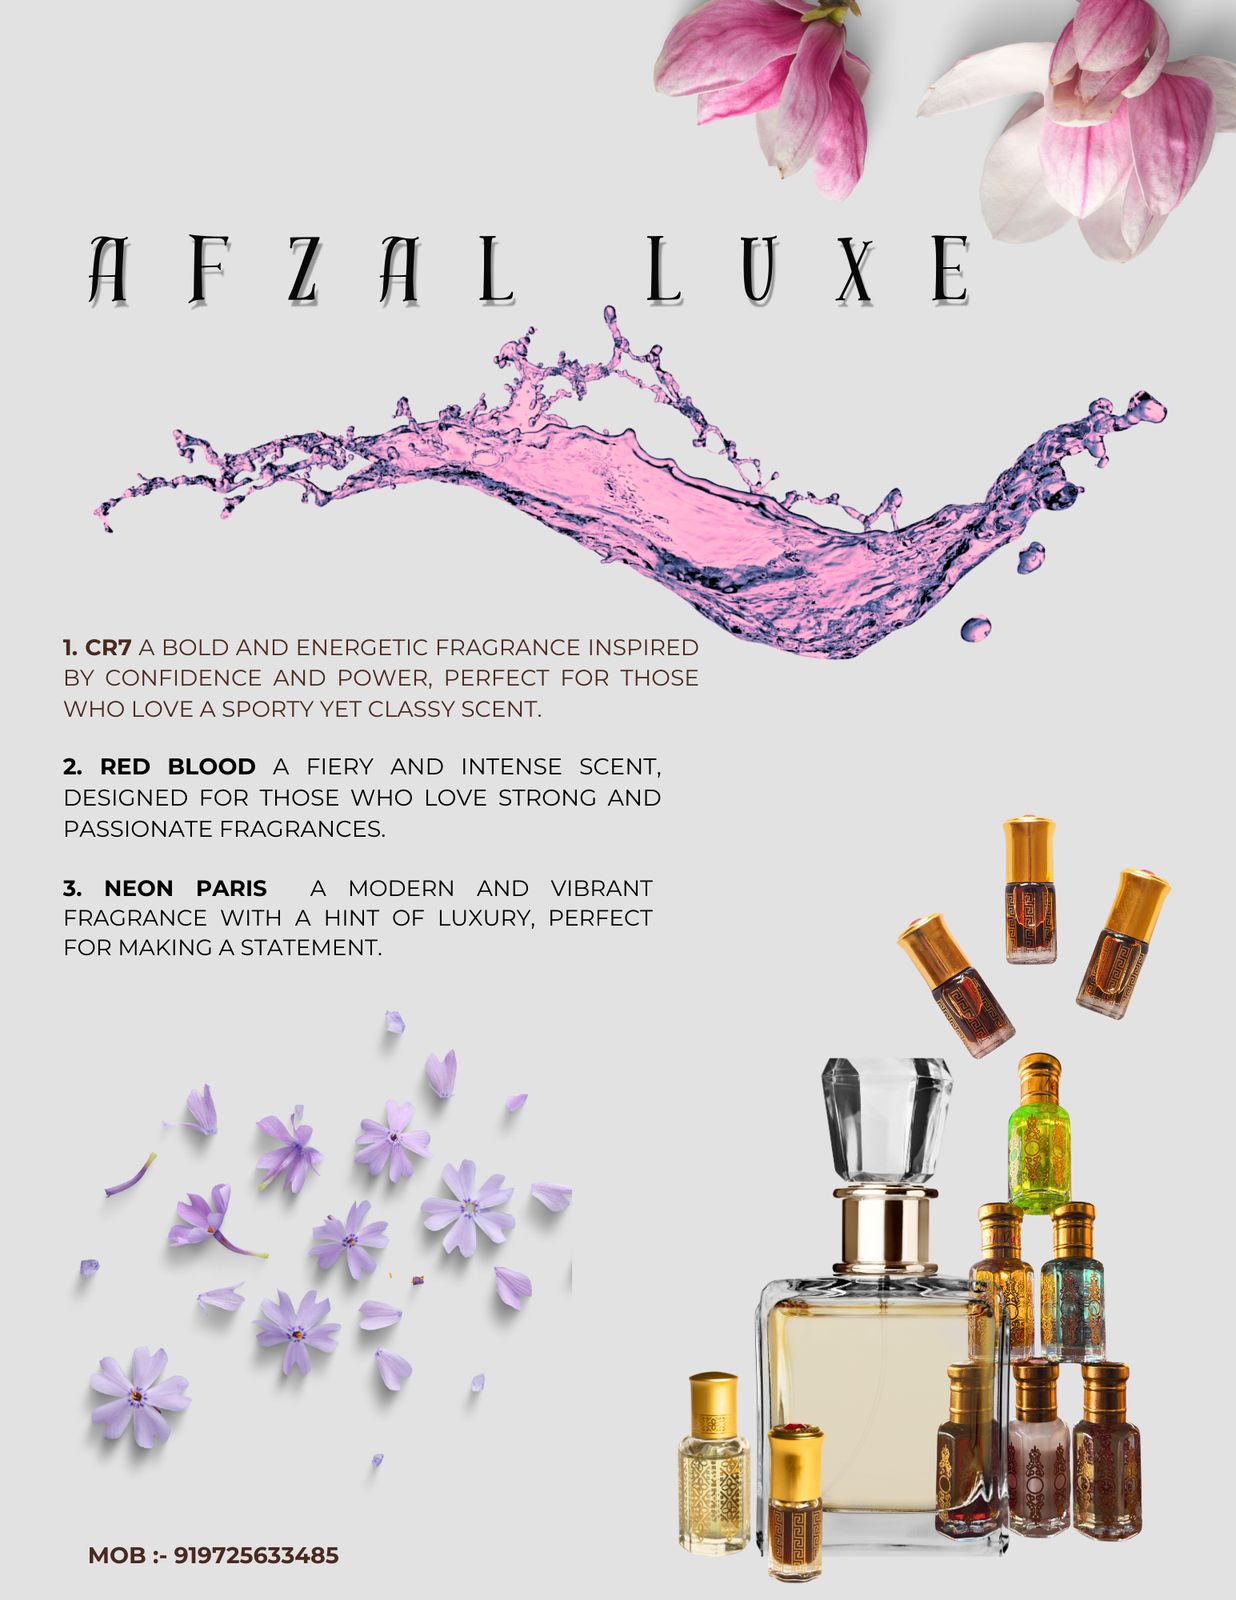 AFZAL LUXE
1. CR7 A BOLD AND ENERGETIC FRAGRANCE INSPIRED
BY CONFIDENCE AND POWER, PERFECT FOR THOSE
WHO LOVE A SPORTY YET CLASSY SCENT.
2. RED BLOOD A FIERY AND INTENSE SCENT,
DESIGNED FOR THOSE WHO LOVE STRONG AND
PASSIONATE FRAGRANCES.
3. NEON PARIS A MODERN AND VIBRANT
FRAGRANCE WITH A HINT OF LUXURY, PERFECT
FOR MAKING A STATEMENT.
MOB :- 919725633485